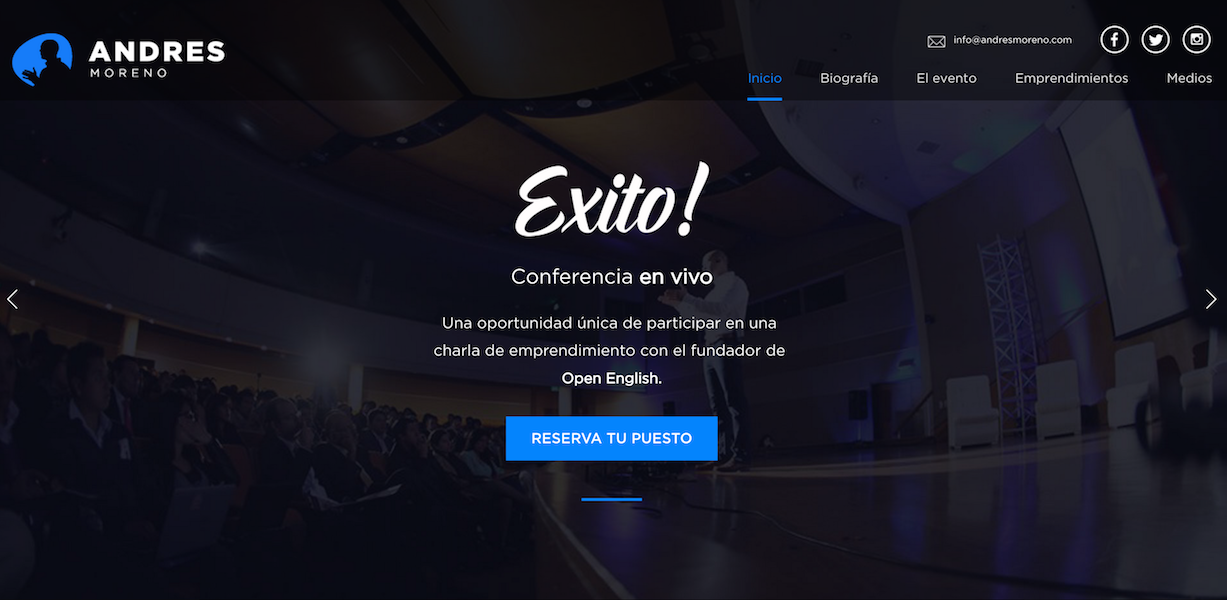 ANDRES
MORENO
info@andresmoreno.com
Inicio
Biografía
El evento
Emprendimientos
Medios
Exito!
Conferencia en vivo
Una oportunidad única de participar en una
charla de emprendimiento con el fundador de
Open English.
RESERVA TU PUESTO